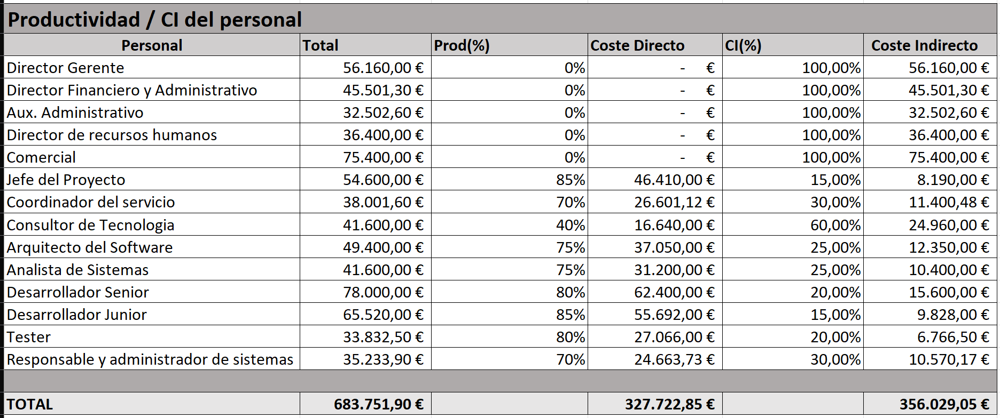 Productividad / CI del personal
Personal Total Prod(%) Coste Directo CI(%) Coste Indirecto
Director Gerente 56.160,00 € 0% - € 100,00% 56.160,00 €
Director Financiero y Administrativo 45.501,30 € 0% - € 100,00% 45.501,30 €
Aux. Administrativo 32.502,60 € 0% - € 100,00% 32.502,60 €
Director de recursos humanos 36.400,00 € 0% - € 100,00% 36.400,00 €
Comercial 75.400,00 € 0% - € 100,00% 75.400,00 €
Jefe del Proyecto 54.600,00 € 85% 46.410,00 € 15,00% 8.190,00 €
Coordinador del servicio 38.001,60 € 70% 26.601,12 € 30,00% 11.400,48 €
Consultor de Tecnologia 41.600,00 € 40% 16.640,00 € 60,00% 24.960,00 €
Arquitecto del Software 49.400,00 € 75% 37.050,00 € 25,00% 12.350,00 €
Analista de Sistemas 41.600,00 € 75% 31.200,00 € 25,00% 10.400,00 €
Desarrollador Senior 78.000,00 € 80% 62.400,00 € 20,00% 15.600,00 €
Desarrollador Junior 65.520,00 € 85% 55.692,00 € 15,00% 9.828,00 €
Tester 33.832,50 € 80% 27.066,00 € 20,00% 6.766,50 €
Responsable y administrador de sistemas 35.233,90 € 70% 24.663,73 € 30,00% 10.570,17 €
TOTAL 683.751,90 € 327.722,85 € 356.029,05 €